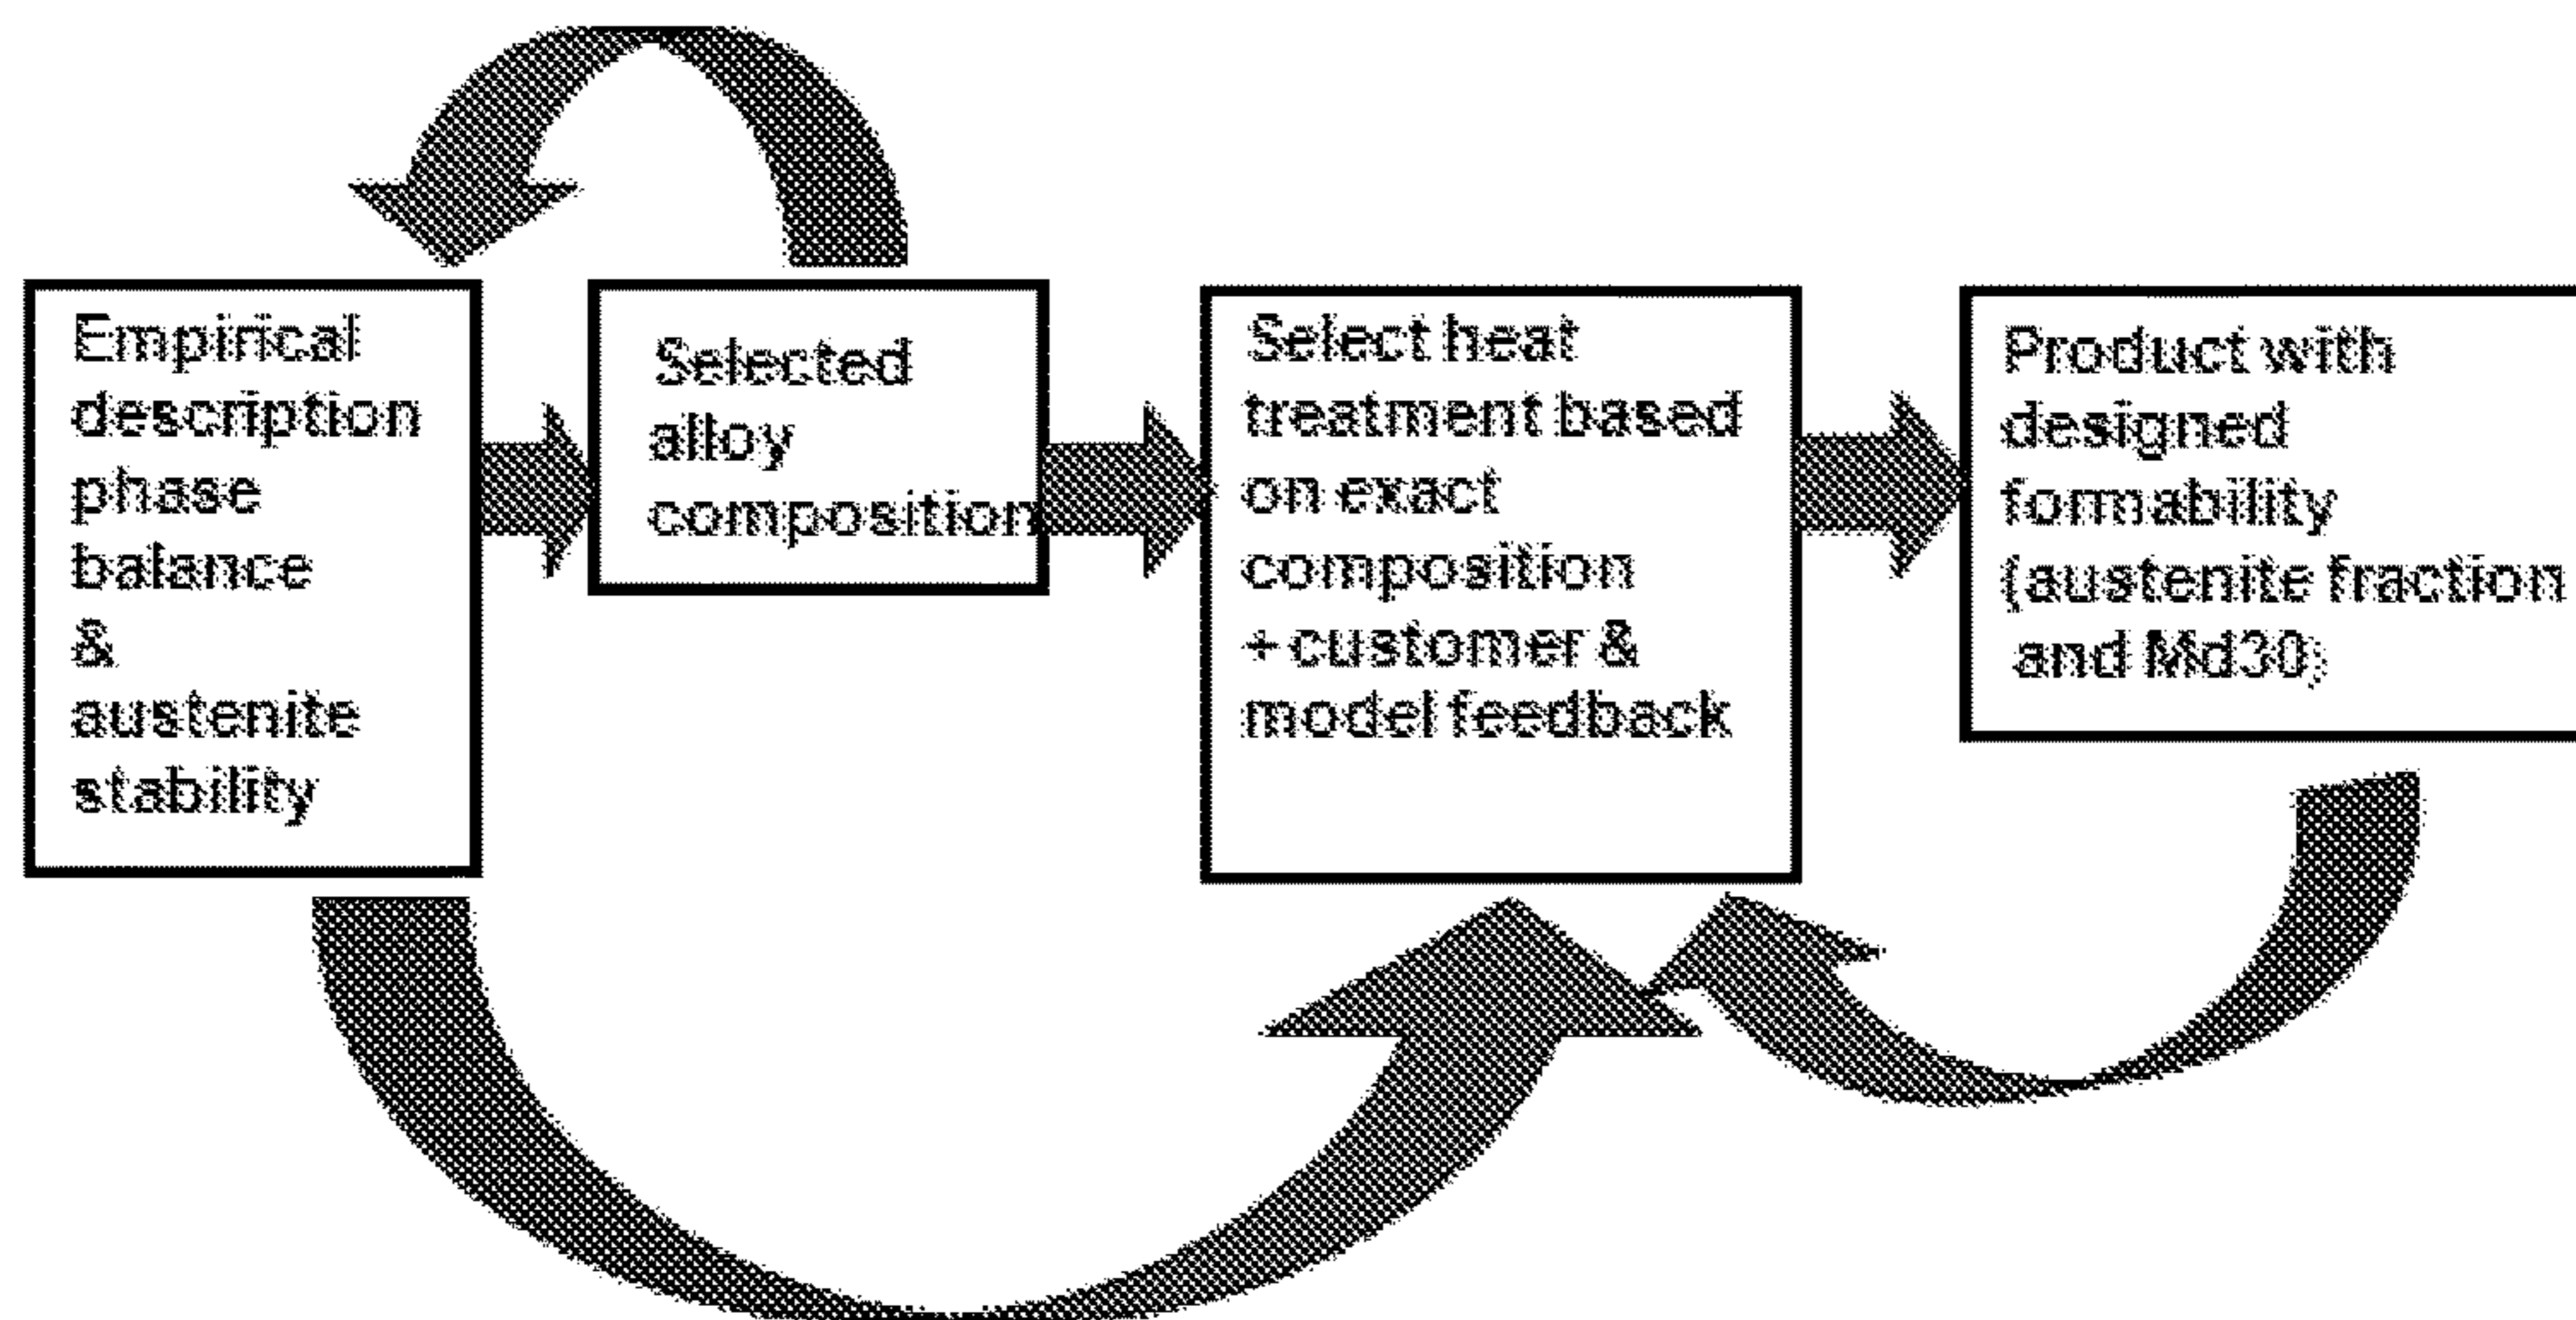 Empirical
description
phase
balance
&
austenite
stability
Selected
alloy
composition
Select heat
treatment based
on exact
composition
+ customer &
model feedback
Product with
designed
formability
(austenite fraction
and Md30)